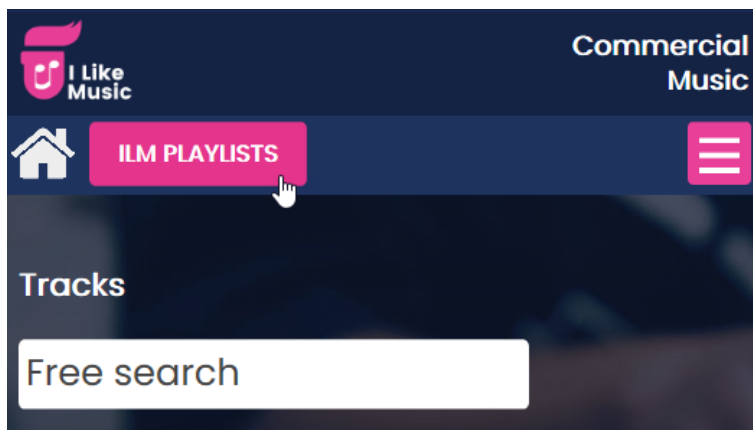 I Like
Music
Commercial
Music
ILM PLAYLISTS
Tracks
Free search